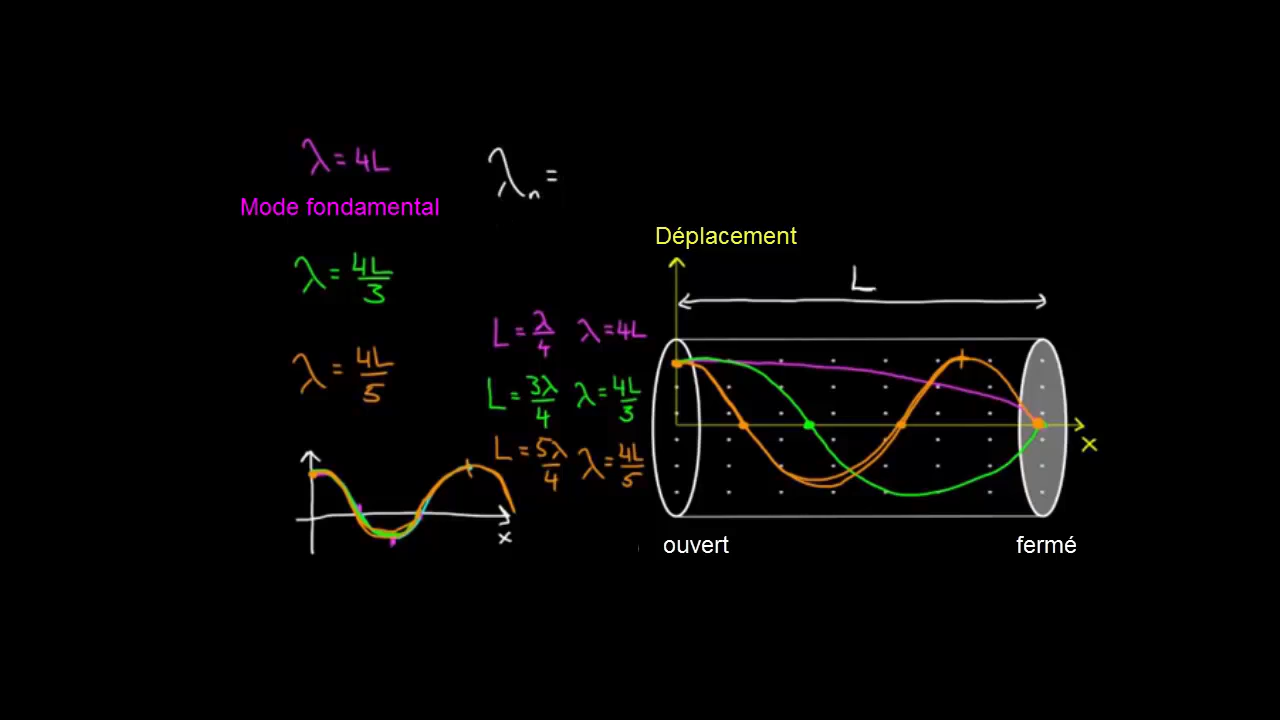 λ = 4L
Mode fondamental
λ = 4L/3
λ = 4L/5
λn =
L = λ/4 λ = 4L
L = 3λ/4 λ = 4L/3
L = 5λ/4 λ = 4L/5
x
Déplacement
L
x
ouvert
fermé